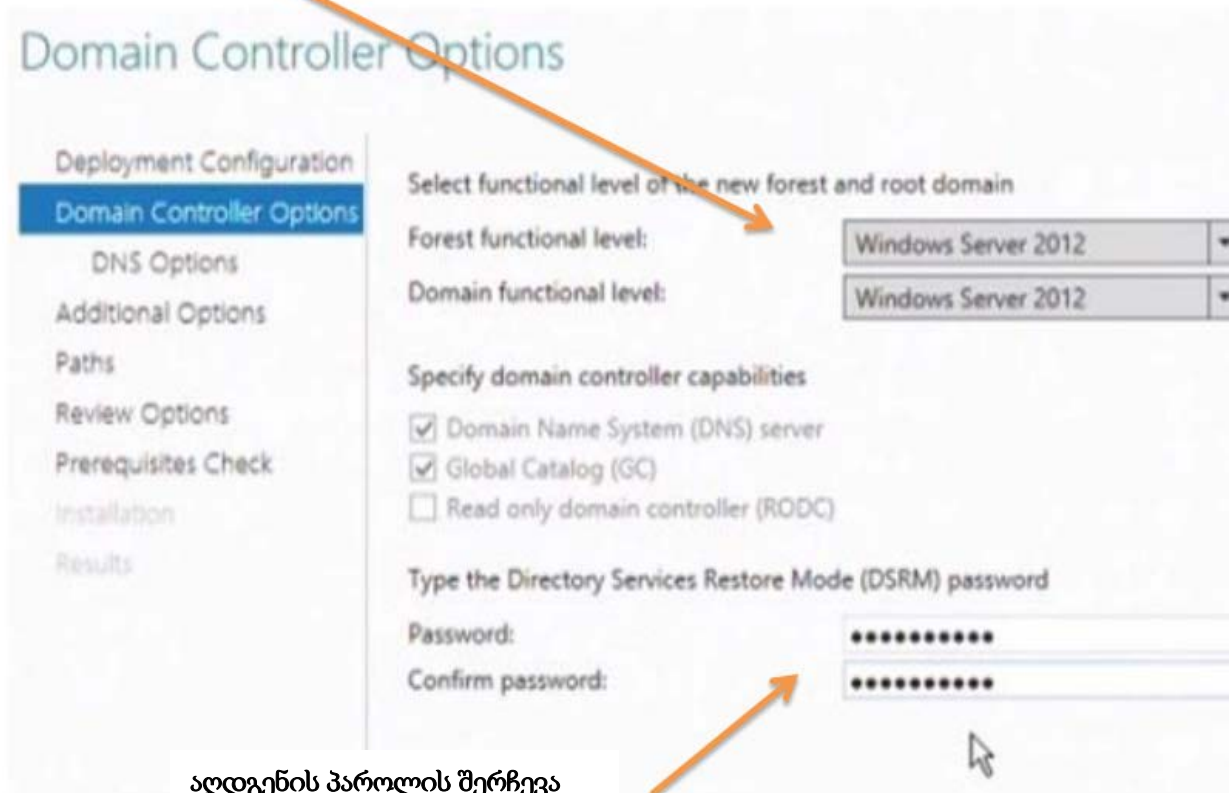 Domain Controller Options
Deployment Configuration
Domain Controller Options
DNS Options
Additional Options
Paths
Review Options
Prerequisites Check
Installation
Results
Select functional level of the new forest and root domain
Forest functional level: Windows Server 2012
Domain functional level: Windows Server 2012
Specify domain controller capabilities
Domain Name System (DNS) server
Global Catalog (GC)
Read only domain controller (RODC)
Type the Directory Services Restore Mode (DSRM) password
Password: ••••••••••
Confirm password: ••••••••••
აღდგენის პაროლის შერჩევა